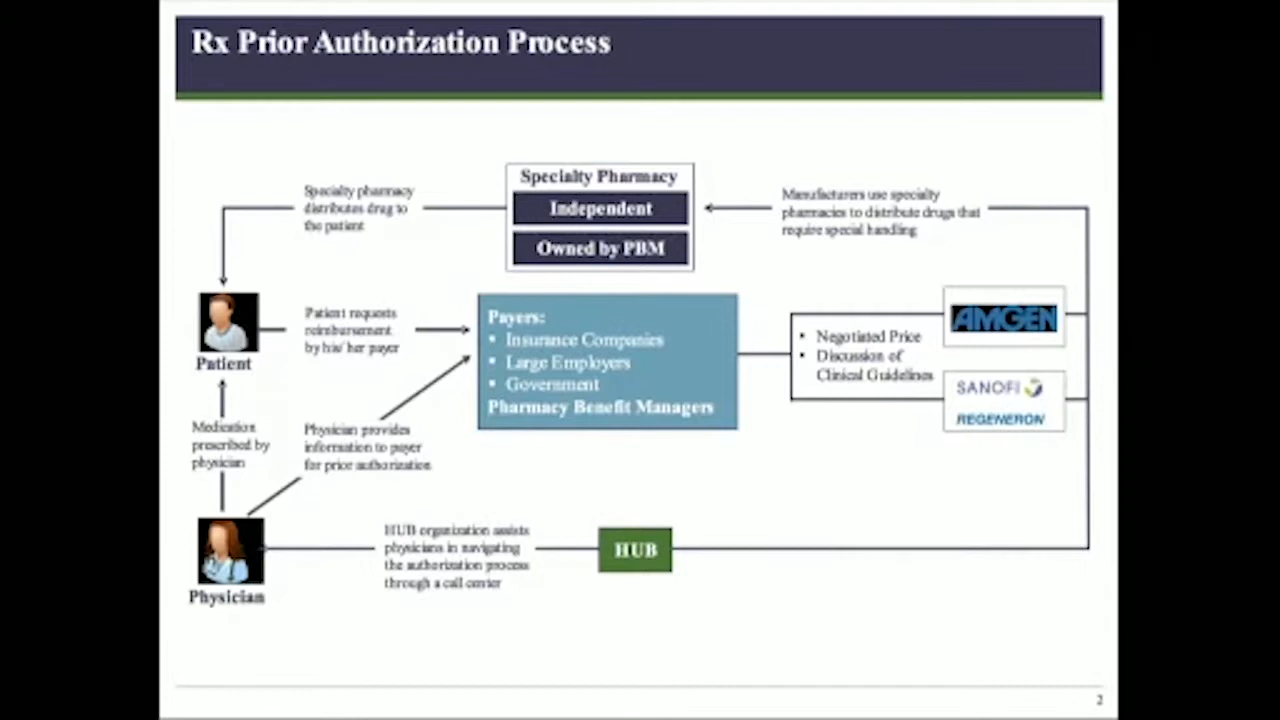 Rx Prior Authorization Process
Specialty Pharmacy
Independent
Owned by PBM
Specialty pharmacy
distributes drug to
the patient
Manufacturers use specialty
pharmacies to distribute drugs that
require special handling
Patient
Patient requests
reimbursement
by his/ her payer
Payers:
▪ Insurance Companies
▪ Large Employers
▪ Government
Pharmacy Benefit Managers
▪ Negotiated Price
▪ Discussion of
Clinical Guidelines
AMGEN
SANOFI
REGENERON
Medication
prescribed by
physician
Physician provides
information to payer
for prior authorization
Physician
HUB organization assists
physicians in navigating
the authorization process
through a call center
HUB
2